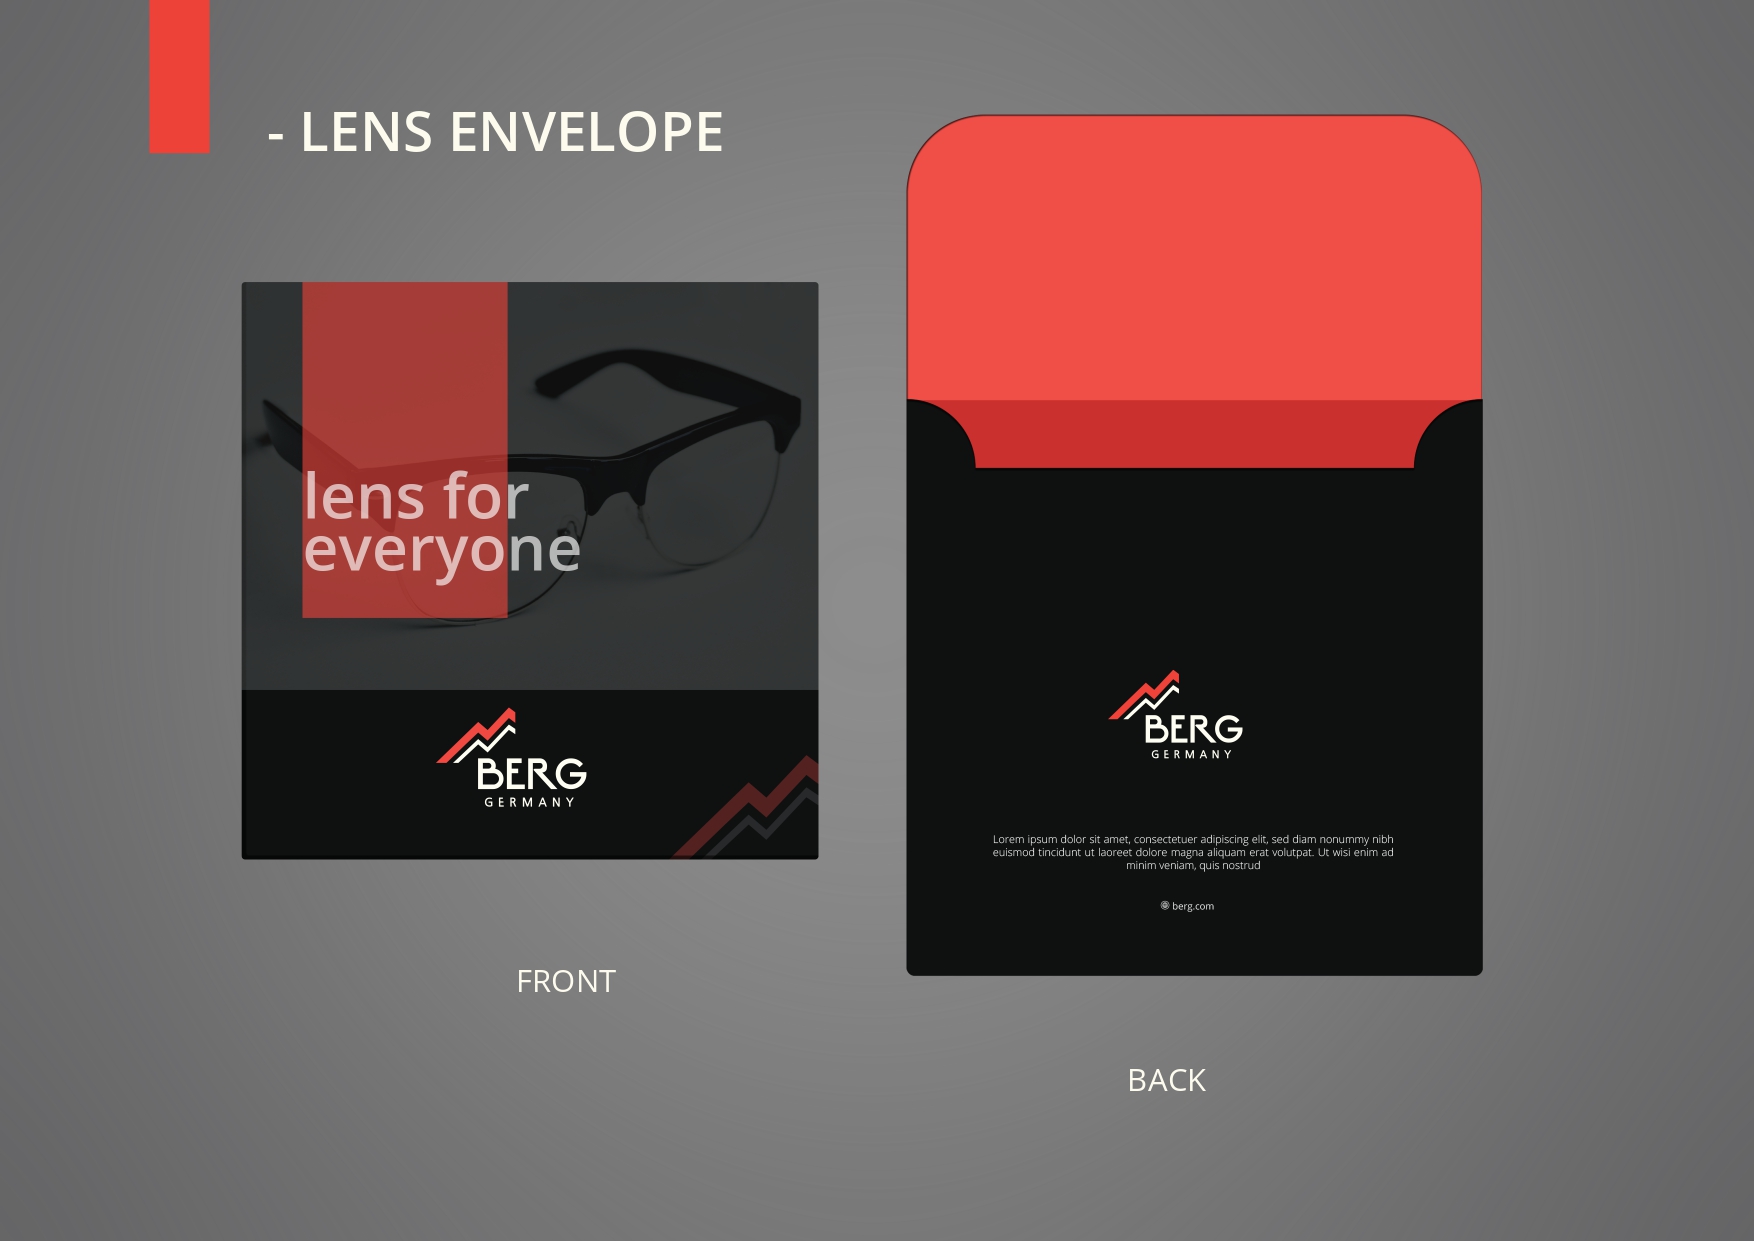 - LENS ENVELOPE
lens for
everyone
BERG
GERMANY
FRONT
BERG
GERMANY
Lorem ipsum dolor sit amet, consectetuer adipiscing elit, sed diam nonummy nibh
euismod tincidunt ut laoreet dolore magna aliquam erat volutpat. Ut wisi enim ad
minim veniam, quis nostrud
berg.com
BACK